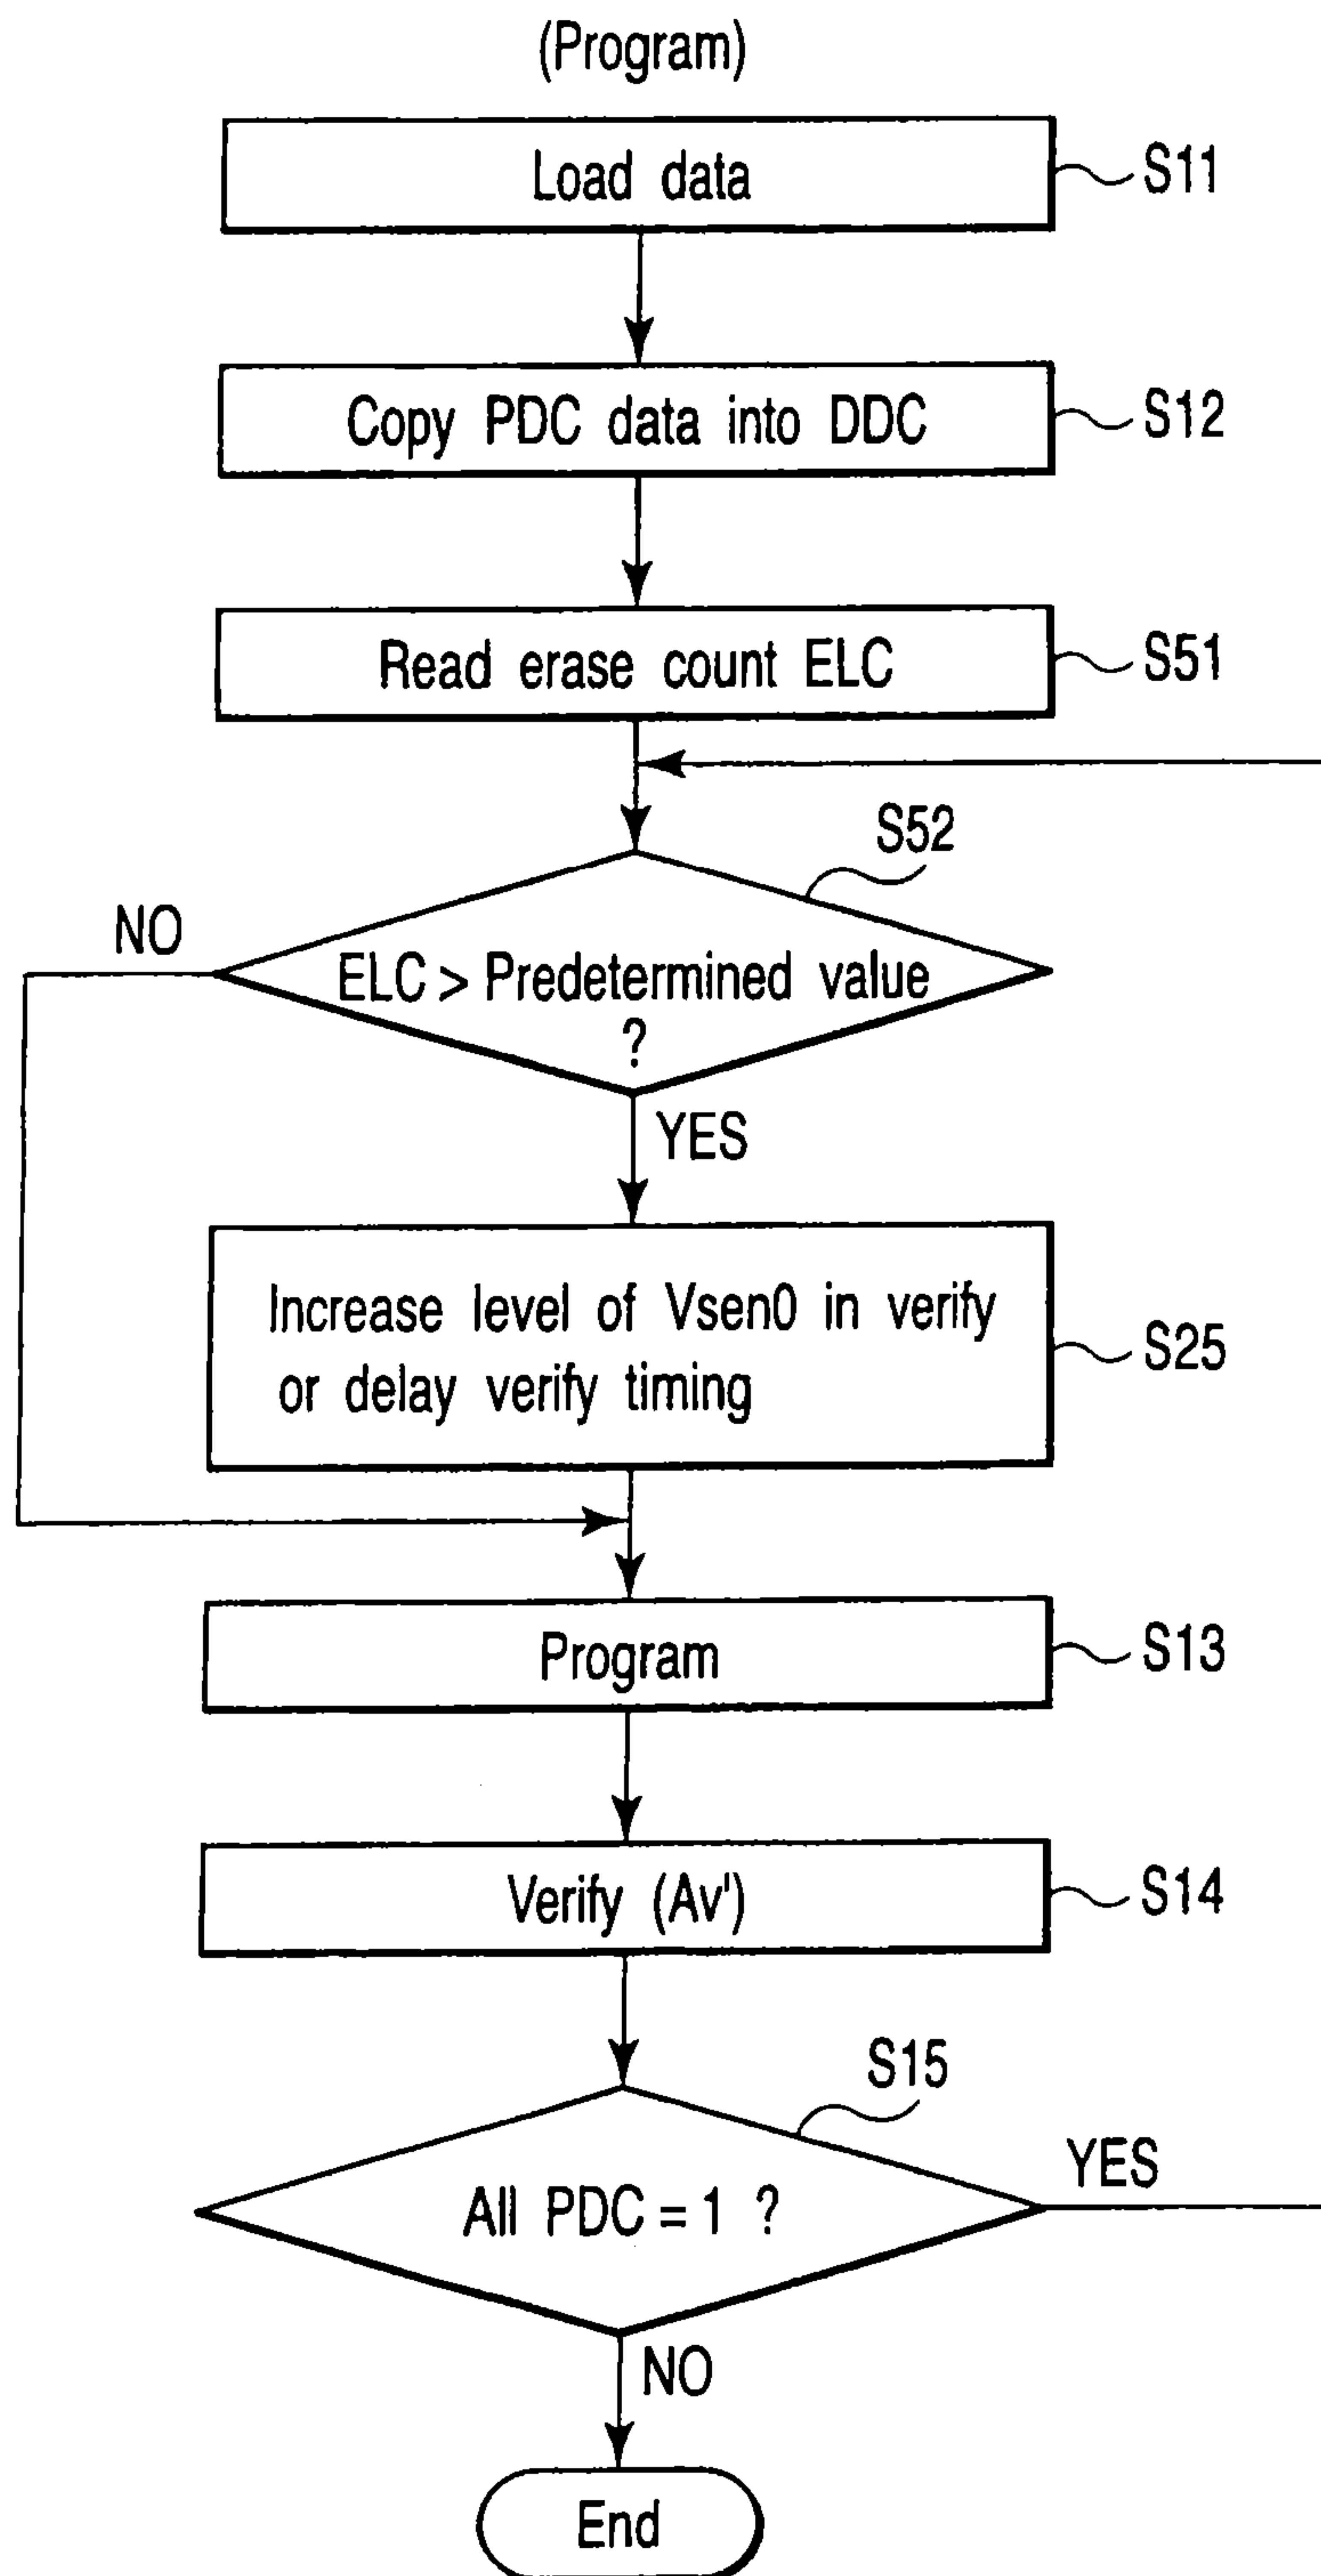 (Program)
Load data
S11
Copy PDC data into DDC
S12
Read erase count ELC
S51
S52
NO
ELC > Predetermined value
?
YES
Increase level of Vsen0 in verify
or delay verify timing
S25
Program
S13
Verify (Av')
S14
S15
All PDC = 1 ?
YES
NO
End